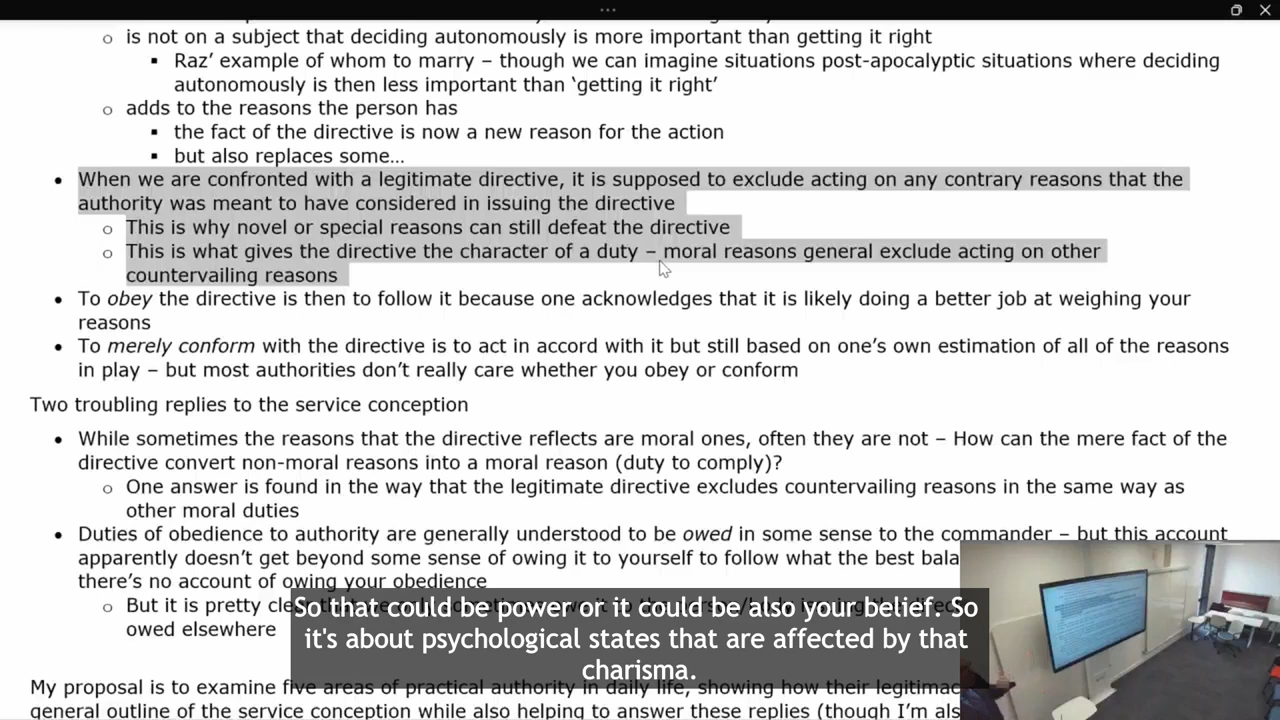 o is not on a subject that deciding autonomously is more important than getting it right
▪ Raz’ example of whom to marry – though we can imagine situations post-apocalyptic situations where deciding
autonomously is then less important than ‘getting it right’
o adds to the reasons the person has
▪ the fact of the directive is now a new reason for the action
▪ but also replaces some…
• When we are confronted with a legitimate directive, it is supposed to exclude acting on any contrary reasons that the
authority was meant to have considered in issuing the directive
o This is why novel or special reasons can still defeat the directive
o This is what gives the directive the character of a duty – moral reasons general exclude acting on other
countervailing reasons
• To obey the directive is then to follow it because one acknowledges that it is likely doing a better job at weighing your
reasons
• To merely conform with the directive is to act in accord with it but still based on one’s own estimation of all of the reasons
in play – but most authorities don’t really care whether you obey or conform
Two troubling replies to the service conception
• While sometimes the reasons that the directive reflects are moral ones, often they are not – How can the mere fact of the
directive convert non-moral reasons into a moral reason (duty to comply)?
o One answer is found in the way that the legitimate directive excludes countervailing reasons in the same way as
other moral duties
• Duties of obedience to authority are generally understood to be owed in some sense to the commander – but this account
apparently doesn’t get beyond some sense of owing it to yourself to follow what the best
there’s no account of owing your obedience
o But it is pretty
owed elsewhere
So that could be power or it could be also your belief. So
it's about psychological states that are affected by that
charisma.
My proposal is to examine five areas of practical authority in daily life, showing how their
general outline of the service conception while also helping to answer these replies (though I’m